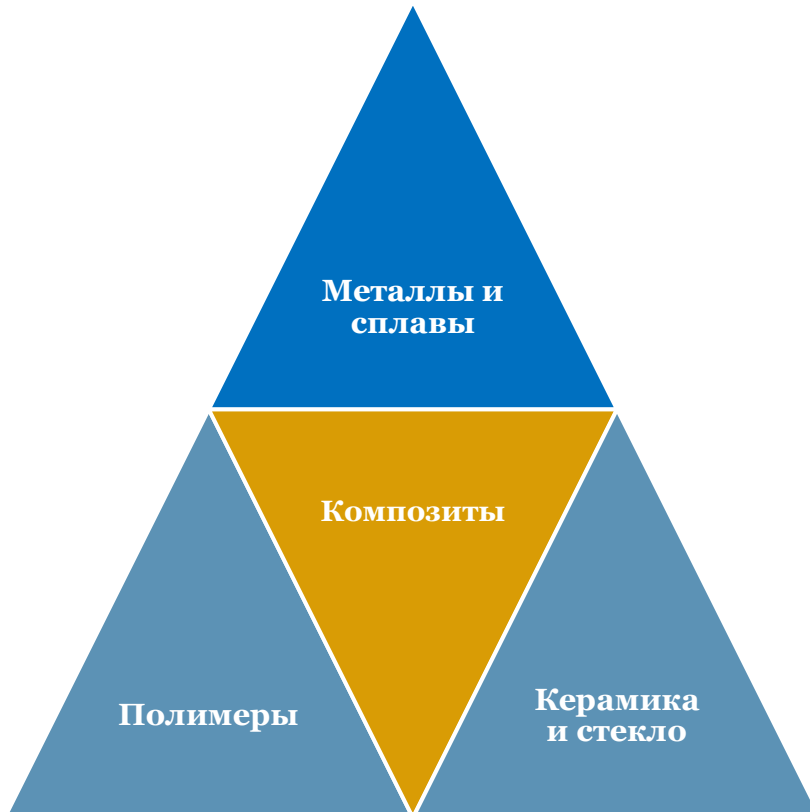 Металлы и
сплавы
Композиты
Полимеры
Керамика
и стекло